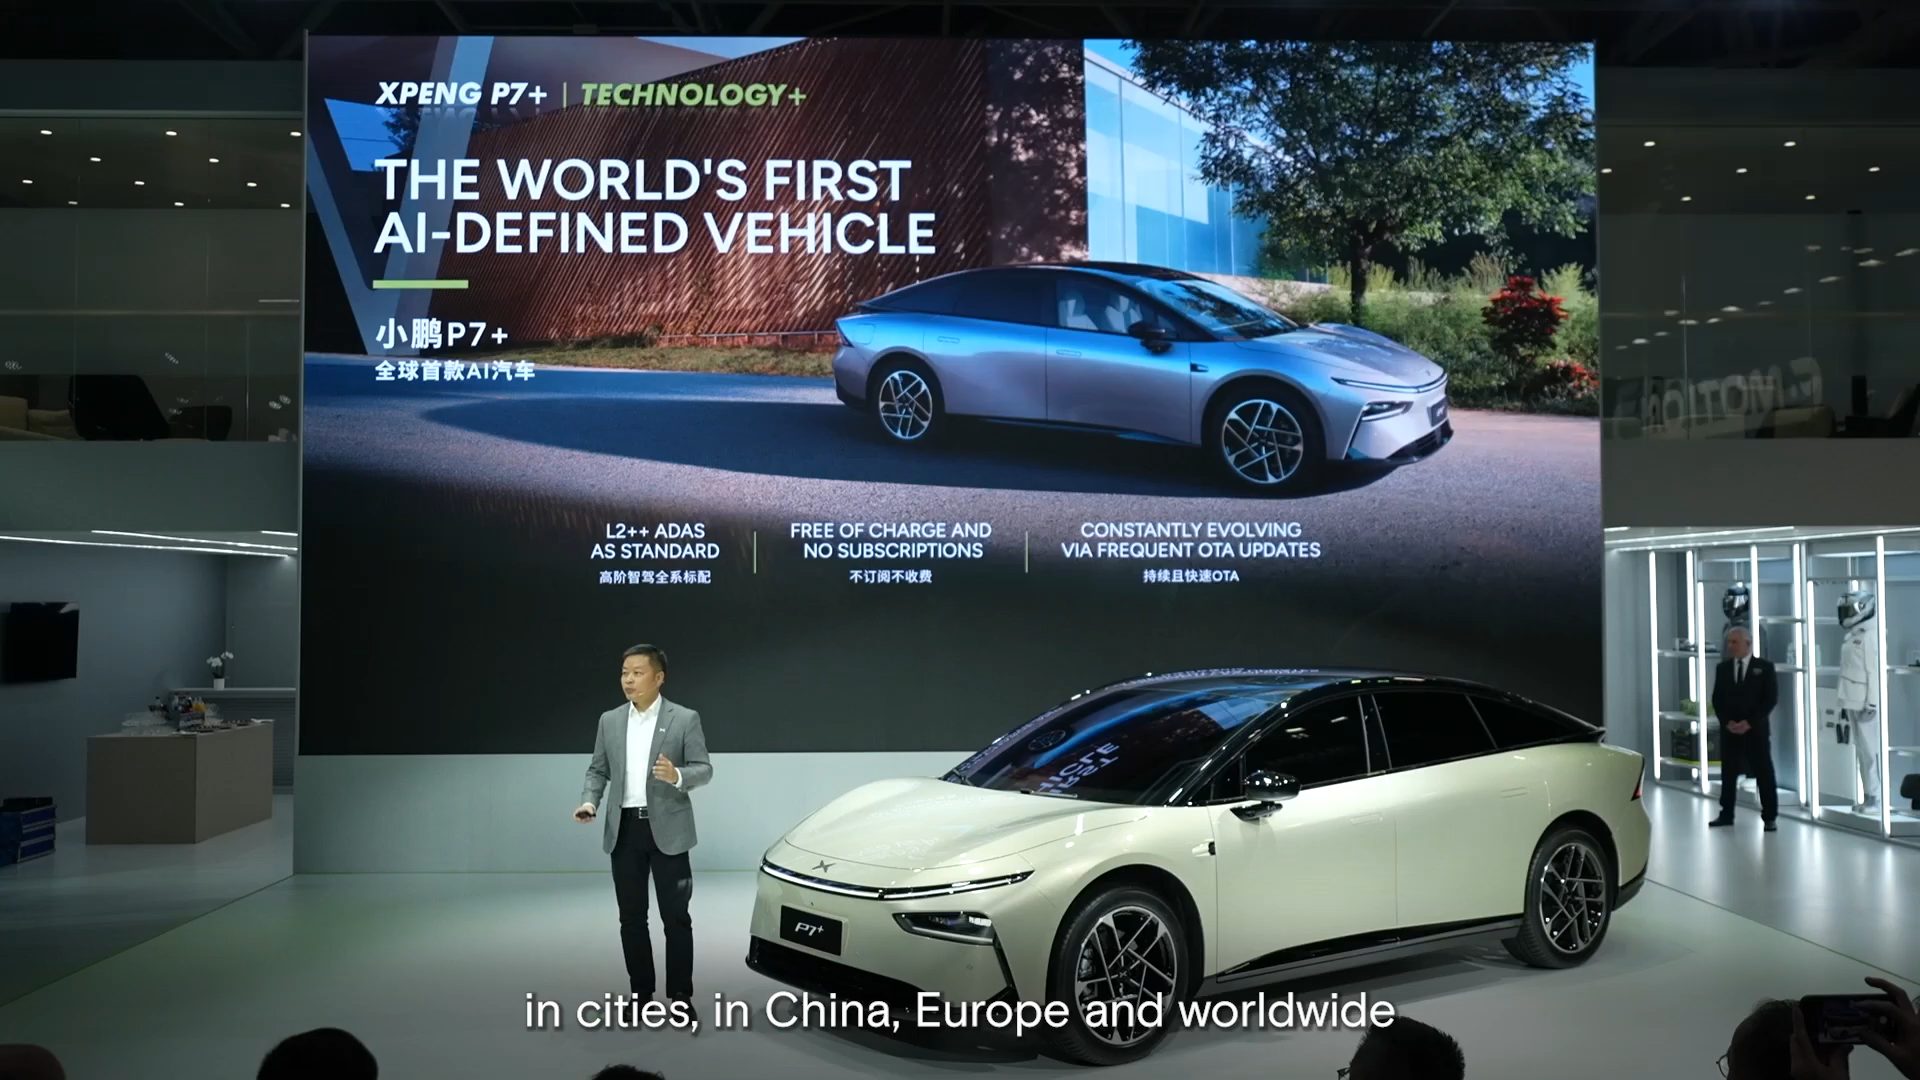 XPENG P7+ | TECHNOLOGY+
THE WORLD'S FIRST
AI-DEFINED VEHICLE
小鹏P7+
全球首款AI汽车
L2++ ADAS
AS STANDARD
高阶智驾全系标配
FREE OF CHARGE AND
NO SUBSCRIPTIONS
不订阅不收费
CONSTANTLY EVOLVING
VIA FREQUENT OTA UPDATES
持续且快速OTA
P7+
in cities, in China, Europe and worldwide